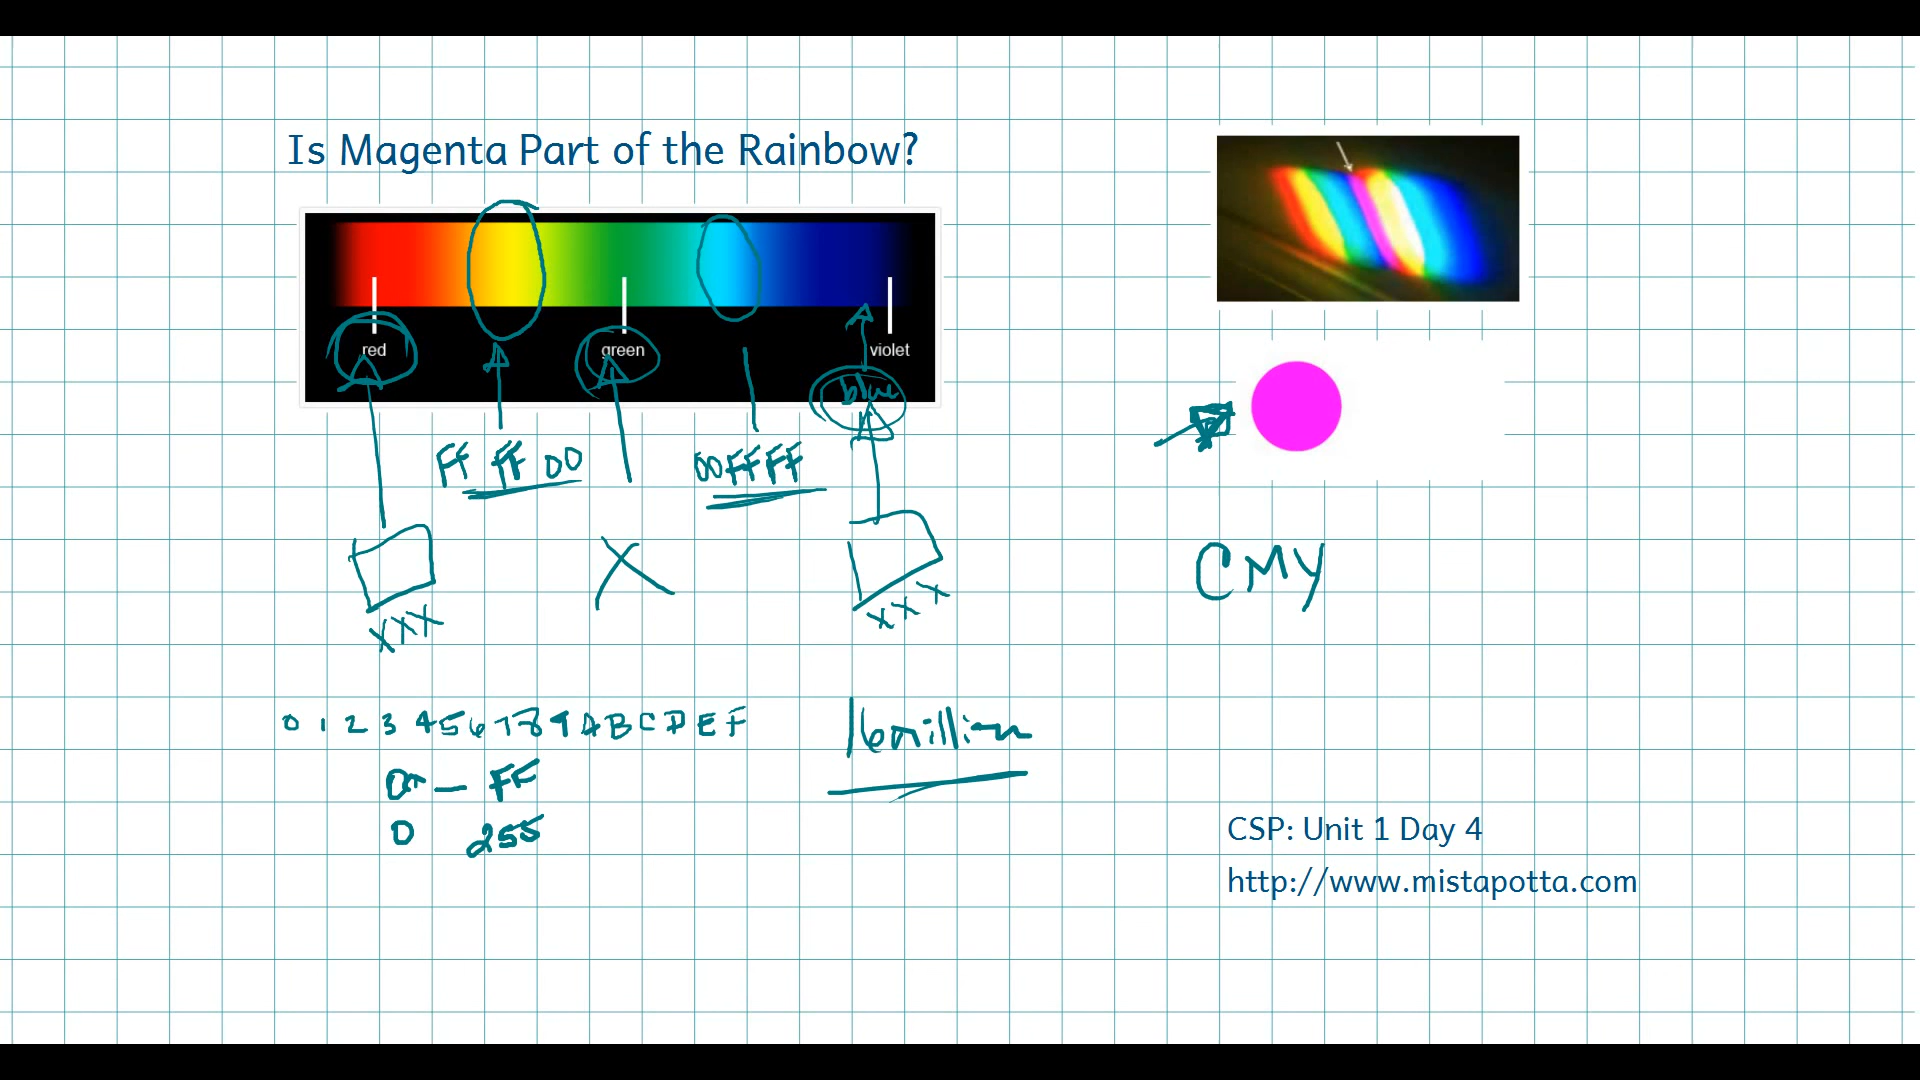 Is Magenta Part of the Rainbow?
red
green
violet
blue
FF FF 00
00FFFF
X
XXX
XXX
CMY
0 1 2 3 4 5 6 7 8 9 A B C D E F
16 million
— FF
0 255
CSP: Unit 1 Day 4
http://www.mistapotta.com